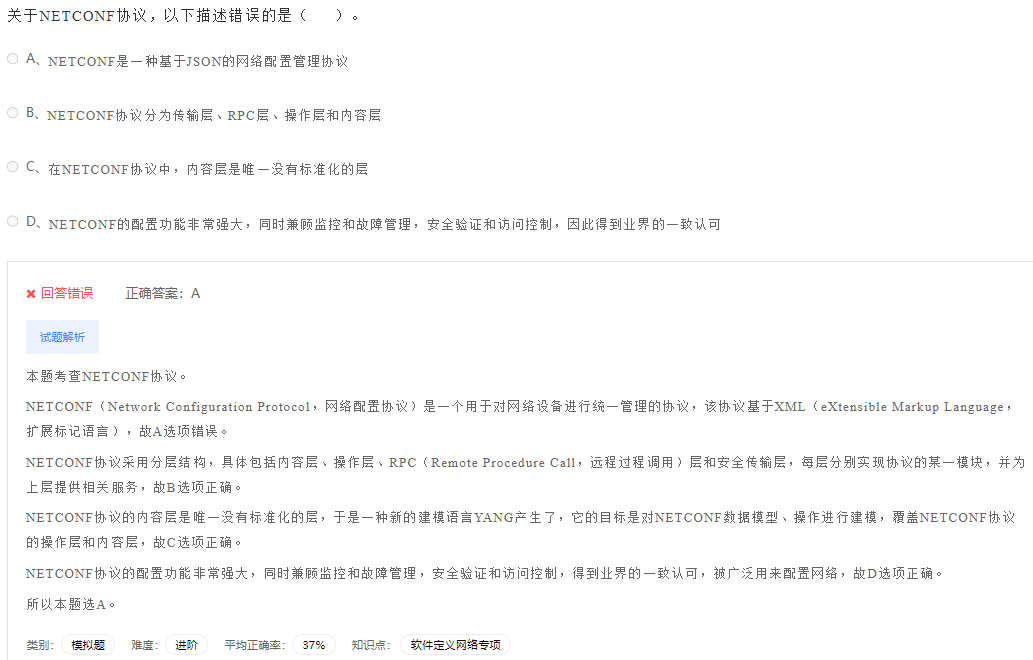 关于NETCONF协议，以下描述错误的是（　　）。
A、NETCONF是一种基于JSON的网络配置管理协议
B、NETCONF协议分为传输层、RPC层、操作层和内容层
C、在NETCONF协议中，内容层是唯一没有标准化的层
D、NETCONF的配置功能非常强大，同时兼顾监控和故障管理，安全验证和访问控制，因此得到业界的一致认可
回答错误　　正确答案：A
试题解析
本题考查NETCONF协议。
NETCONF（Network Configuration Protocol，网络配置协议）是一个用于对网络设备进行统一管理的协议，该协议基于XML（eXtensible Markup Language，
扩展标记语言），故A选项错误。
NETCONF协议采用分层结构，具体包括内容层、操作层、RPC（Remote Procedure Call，远程过程调用）层和安全传输层，每层分别实现协议的某一模块，并为
上层提供相关服务，故B选项正确。
NETCONF协议的内容层是唯一没有标准化的层，于是一种新的建模语言YANG产生了，它的目标是对NETCONF数据模型、操作进行建模，覆盖NETCONF协议
的操作层和内容层，故C选项正确。
NETCONF协议的配置功能非常强大，同时兼顾监控和故障管理，安全验证和访问控制，得到业界的一致认可，被广泛用来配置网络，故D选项正确。
所以本题选A。
类别： 模拟题　难度： 进阶　平均正确率： 37%　知识点： 软件定义网络专项